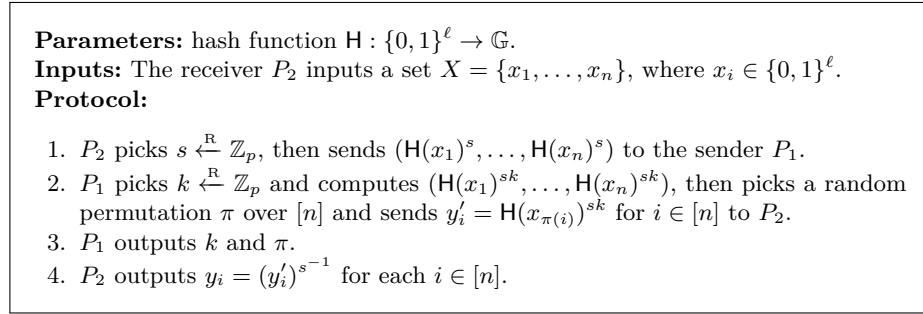 Parameters: hash function H : {0, 1}^ℓ → 𝔾.
Inputs: The receiver P₂ inputs a set X = {x₁, . . . , xₙ}, where xᵢ ∈ {0, 1}^ℓ.
Protocol:
1. P₂ picks s ←ᴿ ℤₚ, then sends (H(x₁)^s, . . . , H(xₙ)^s) to the sender P₁.
2. P₁ picks k ←ᴿ ℤₚ and computes (H(x₁)^{sk}, . . . , H(xₙ)^{sk}), then picks a random
permutation π over [n] and sends y′ᵢ = H(x_{π(i)})^{sk} for i ∈ [n] to P₂.
3. P₁ outputs k and π.
4. P₂ outputs yᵢ = (y′ᵢ)^{s⁻¹} for each i ∈ [n].